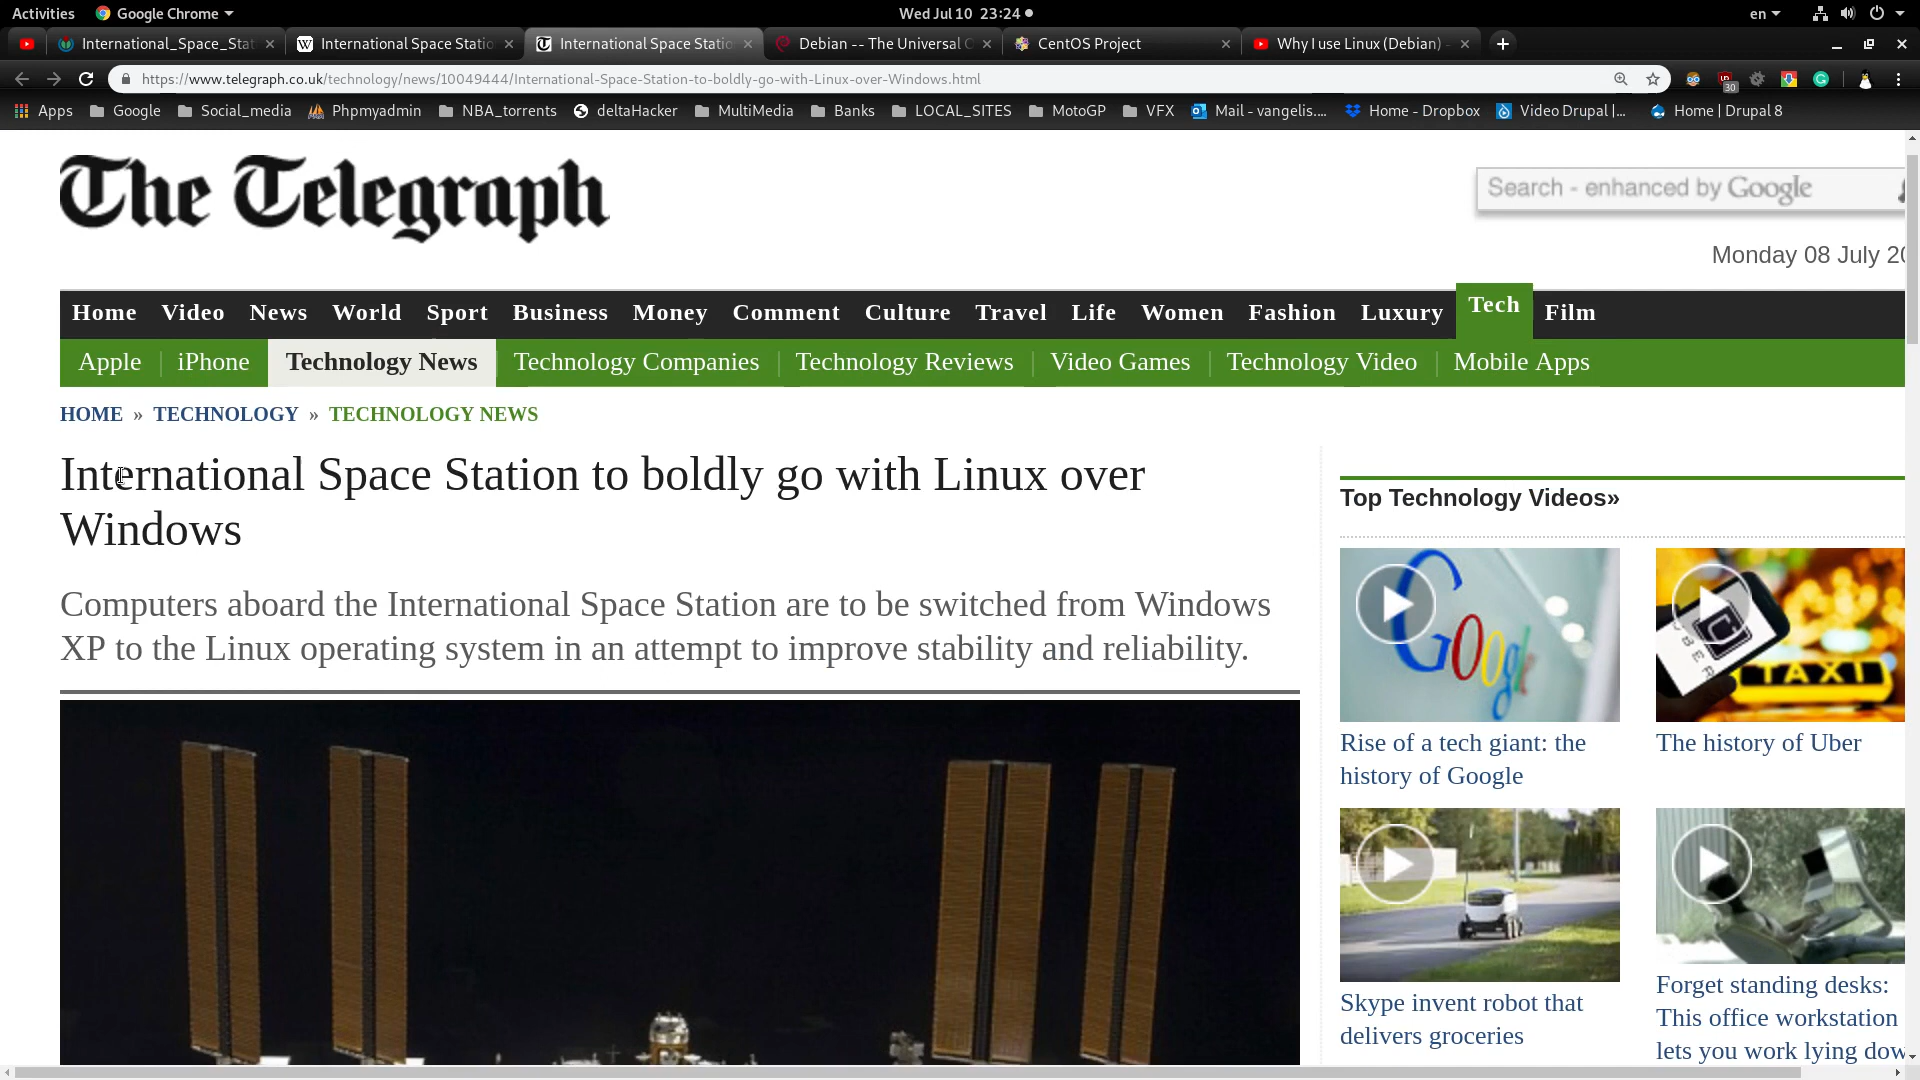 Activities Google Chrome Wed Jul 10 23:24 en
International_Space_Stat International Space Statio International Space Statio Debian -- The Universal O CentOS Project Why I use Linux (Debian) -
https://www.telegraph.co.uk/technology/news/10049444/International-Space-Station-to-boldly-go-with-Linux-over-Windows.html 30
Apps Google Social_media Phpmyadmin NBA_torrents deltaHacker MultiMedia Banks LOCAL_SITES MotoGP VFX Mail - vangelis.... Home - Dropbox Video Drupal |... Home | Drupal 8
The Telegraph
Search - enhanced by Google
Monday 08 July 20
Home Video News World Sport Business Money Comment Culture Travel Life Women Fashion Luxury Tech Film
Apple iPhone Technology News Technology Companies Technology Reviews Video Games Technology Video Mobile Apps
HOME » TECHNOLOGY » TECHNOLOGY NEWS
International Space Station to boldly go with Linux over
Windows
Computers aboard the International Space Station are to be switched from Windows
XP to the Linux operating system in an attempt to improve stability and reliability.
Top Technology Videos»
Google
UBER
TAXI
Rise of a tech giant: the
history of Google
The history of Uber
Skype invent robot that
delivers groceries
Forget standing desks:
This office workstation
lets you work lying dow